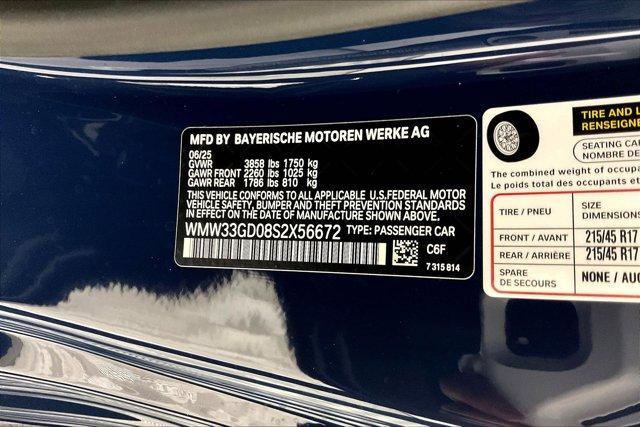 MFD BY BAYERISCHE MOTOREN WERKE AG
06/25
GVWR 3858 lbs 1750 kg
GAWR FRONT 2260 lbs 1025 kg
GAWR REAR 1786 lbs 810 kg
THIS VEHICLE CONFORMS TO ALL APPLICABLE U.S.FEDERAL MOTOR
VEHICLE SAFETY, BUMPER AND THEFT PREVENTION STANDARDS
IN EFFECT ON THE DATE OF MANUFACTURE SHOWN ABOVE.
WMW33GD08S2X56672 TYPE: PASSENGER CAR
C6F
7 315 814
TIRE AND L
RENSEIGNE
SEATING CA
NOMBRE DE
The combined weight of occupa
Le poids total des occupants et
TIRE / PNEU
SIZE
DIMENSIONS
FRONT / AVANT 215/45 R17
REAR / ARRIÈRE 215/45 R17
SPARE
DE SECOURS
NONE / AUC